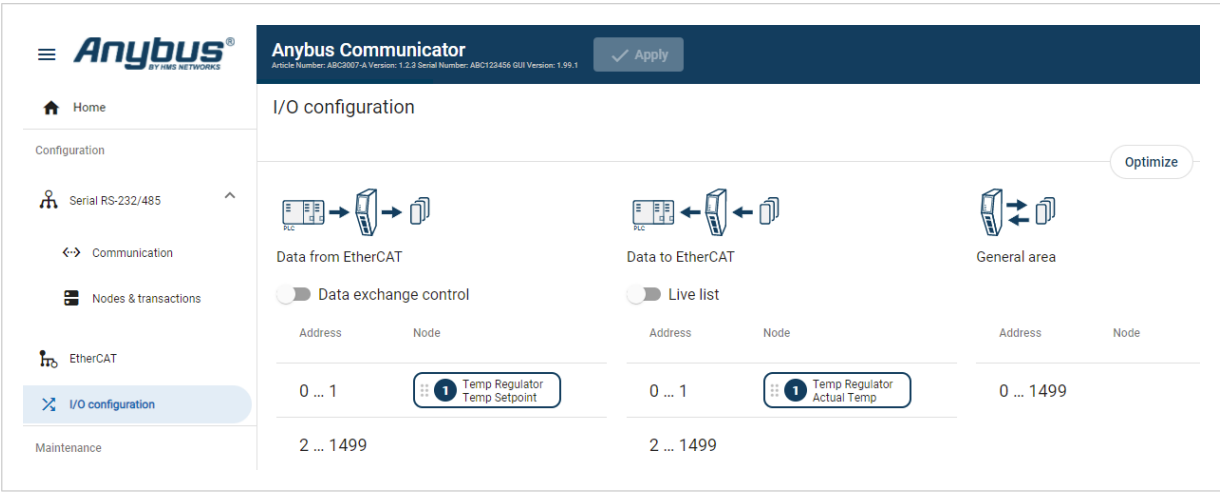 Anybus®
BY HMS NETWORKS
Anybus Communicator
Article Number: ABC3007-A Version: 1.2.3 Serial Number: ABC123456 GUI Version: 1.99.1
Apply
Home
I/O configuration
Configuration
Optimize
Serial RS-232/485
PLC
PLC
Communication
Data from EtherCAT
Data to EtherCAT
General area
Nodes & transactions
Data exchange control
Live list
Address Node
Address Node
Address Node
EtherCAT
0 ... 1
1
Temp Regulator
Temp Setpoint
0 ... 1
1
Temp Regulator
Actual Temp
0 ... 1499
I/O configuration
Maintenance
2 ... 1499
2 ... 1499